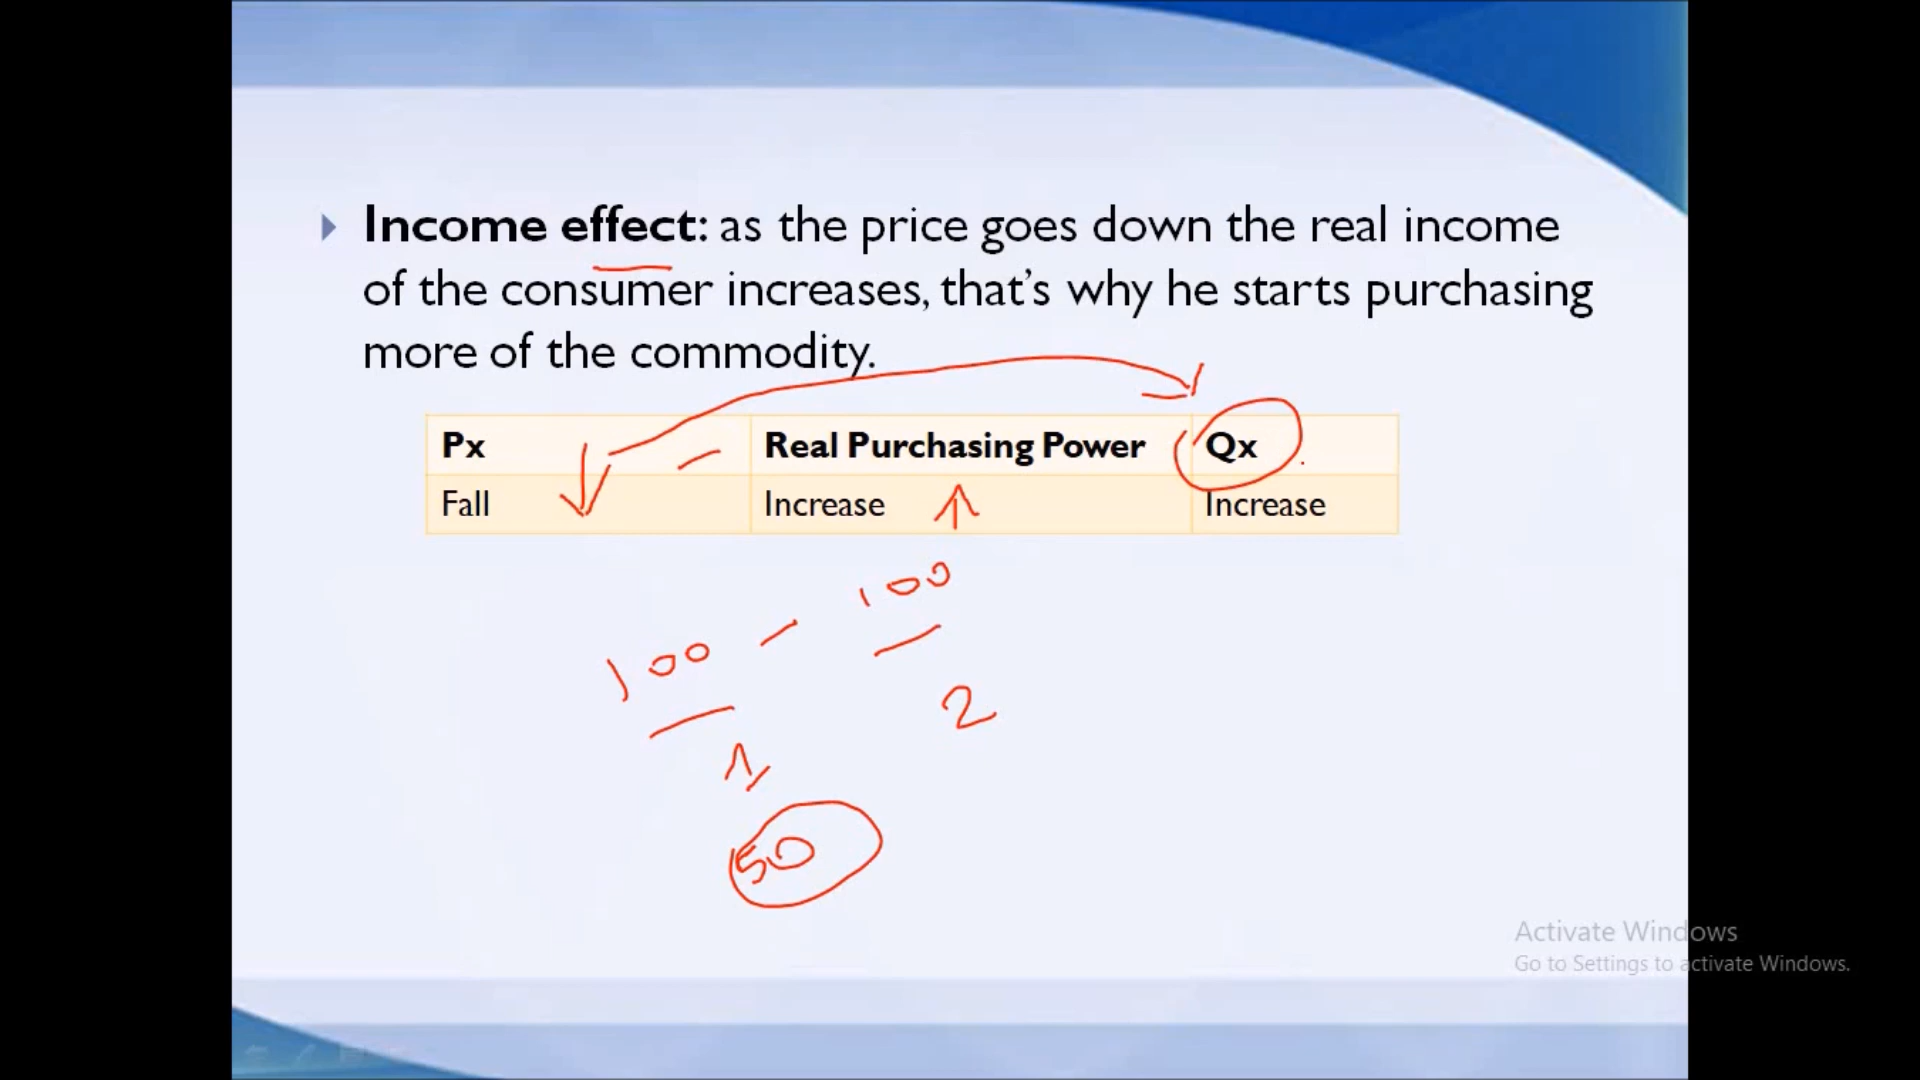 Income effect: as the price goes down the real income
of the consumer increases, that's why he starts purchasing
more of the commodity.
Px Real Purchasing Power Qx
Fall Increase Increase
100 – 100
1 2
50
Activate Windows
Go to Settings to activate Windows.